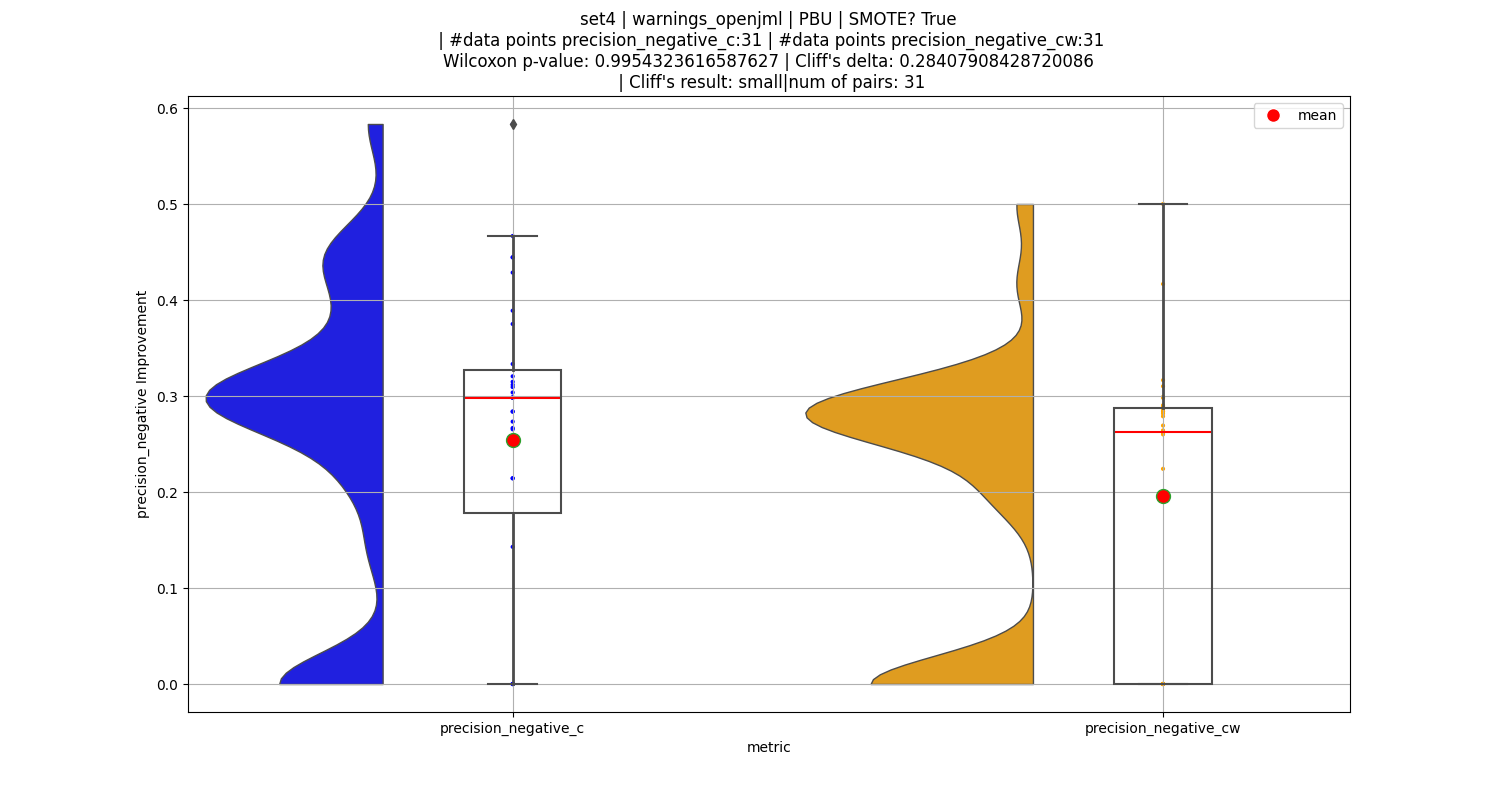 set4 | warnings_openjml | PBU | SMOTE? True
| #data points precision_negative_c:31 | #data points precision_negative_cw:31
Wilcoxon p-value: 0.9954323616587627 | Cliff's delta: 0.28407908428720086
| Cliff's result: small|num of pairs: 31
mean
0.6
0.5
0.4
0.3
0.2
0.1
0.0
precision_negative Improvement
precision_negative_c
precision_negative_cw
metric